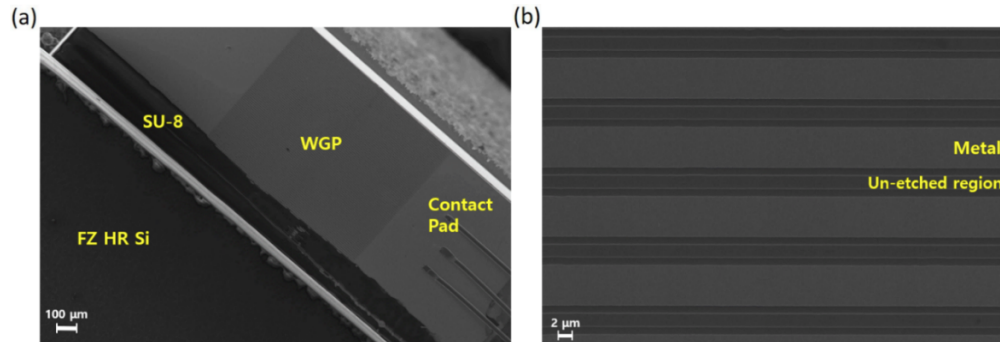 (a)
SU-8
WGP
Contact
Pad
FZ HR Si
100 μm
(b)
Metal
Un-etched region
2 μm